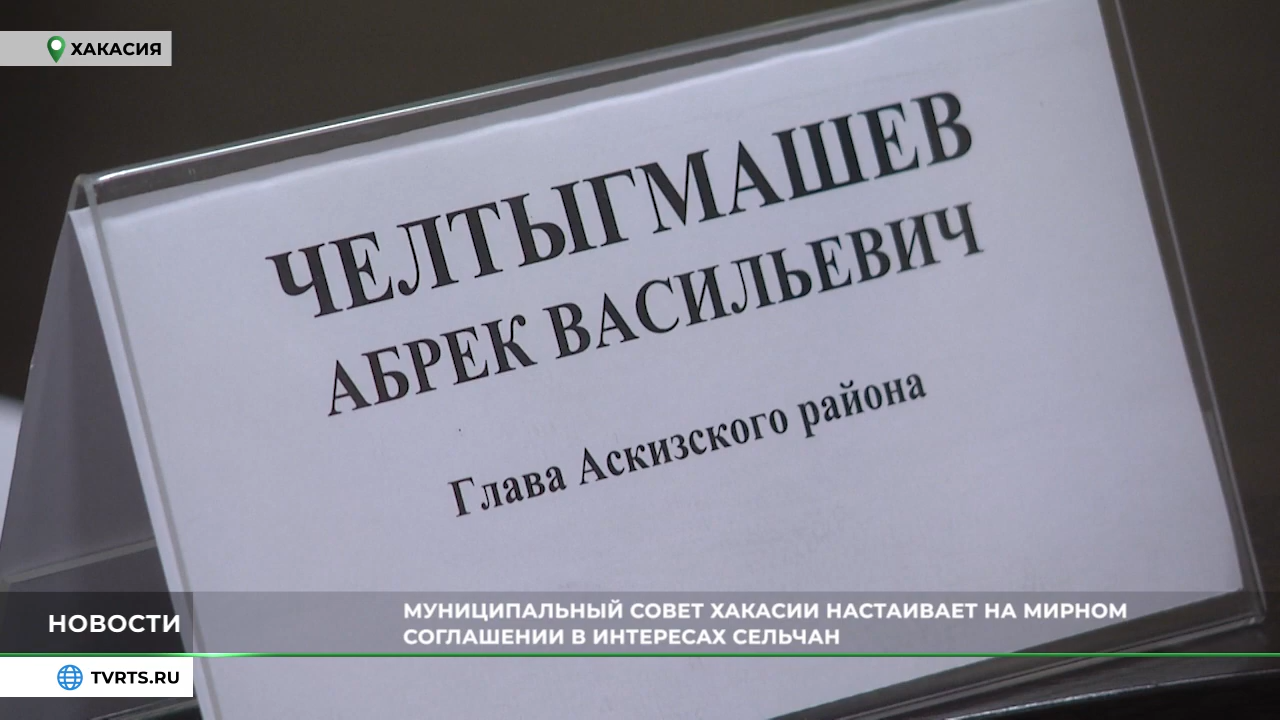 ХАКАСИЯ
ЧЕЛТЫГМАШЕВ
АБРЕК ВАСИЛЬЕВИЧ
Глава Аскизского района
НОВОСТИ
МУНИЦИПАЛЬНЫЙ СОВЕТ ХАКАСИИ НАСТАИВАЕТ НА МИРНОМ
СОГЛАШЕНИИ В ИНТЕРЕСАХ СЕЛЬЧАН
TVRTS.RU